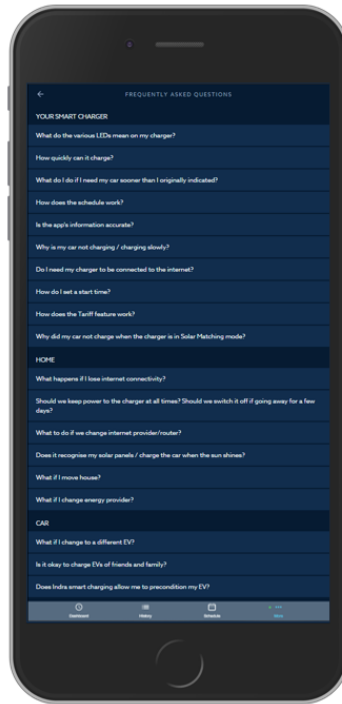 FREQUENTLY ASKED QUESTIONS
YOUR SMART CHARGER
What do the various LEDs mean on my charger?
How quickly can it charge?
What do I do if I need my car sooner than I originally indicated?
How does the schedule work?
Is the app's information accurate?
Why is my car not charging / charging slowly?
Do I need my charger to be connected to the internet?
How do I set a start time?
How does the Tariff feature work?
Why did my car not charge when the charger is in Solar Matching mode?
HOME
What happens if I lose internet connectivity?
Should we keep power to the charger at all times? Should we switch it off if going away for a few
days?
What to do if we change internet provider/router?
Does it recognise my solar panels / charge the car when the sun shines?
What if I move house?
What if I change energy provider?
CAR
What if I change to a different EV?
Is it okay to charge EVs of friends and family?
Does Indra smart charging allow me to precondition my EV?
Dashboard History Schedule More